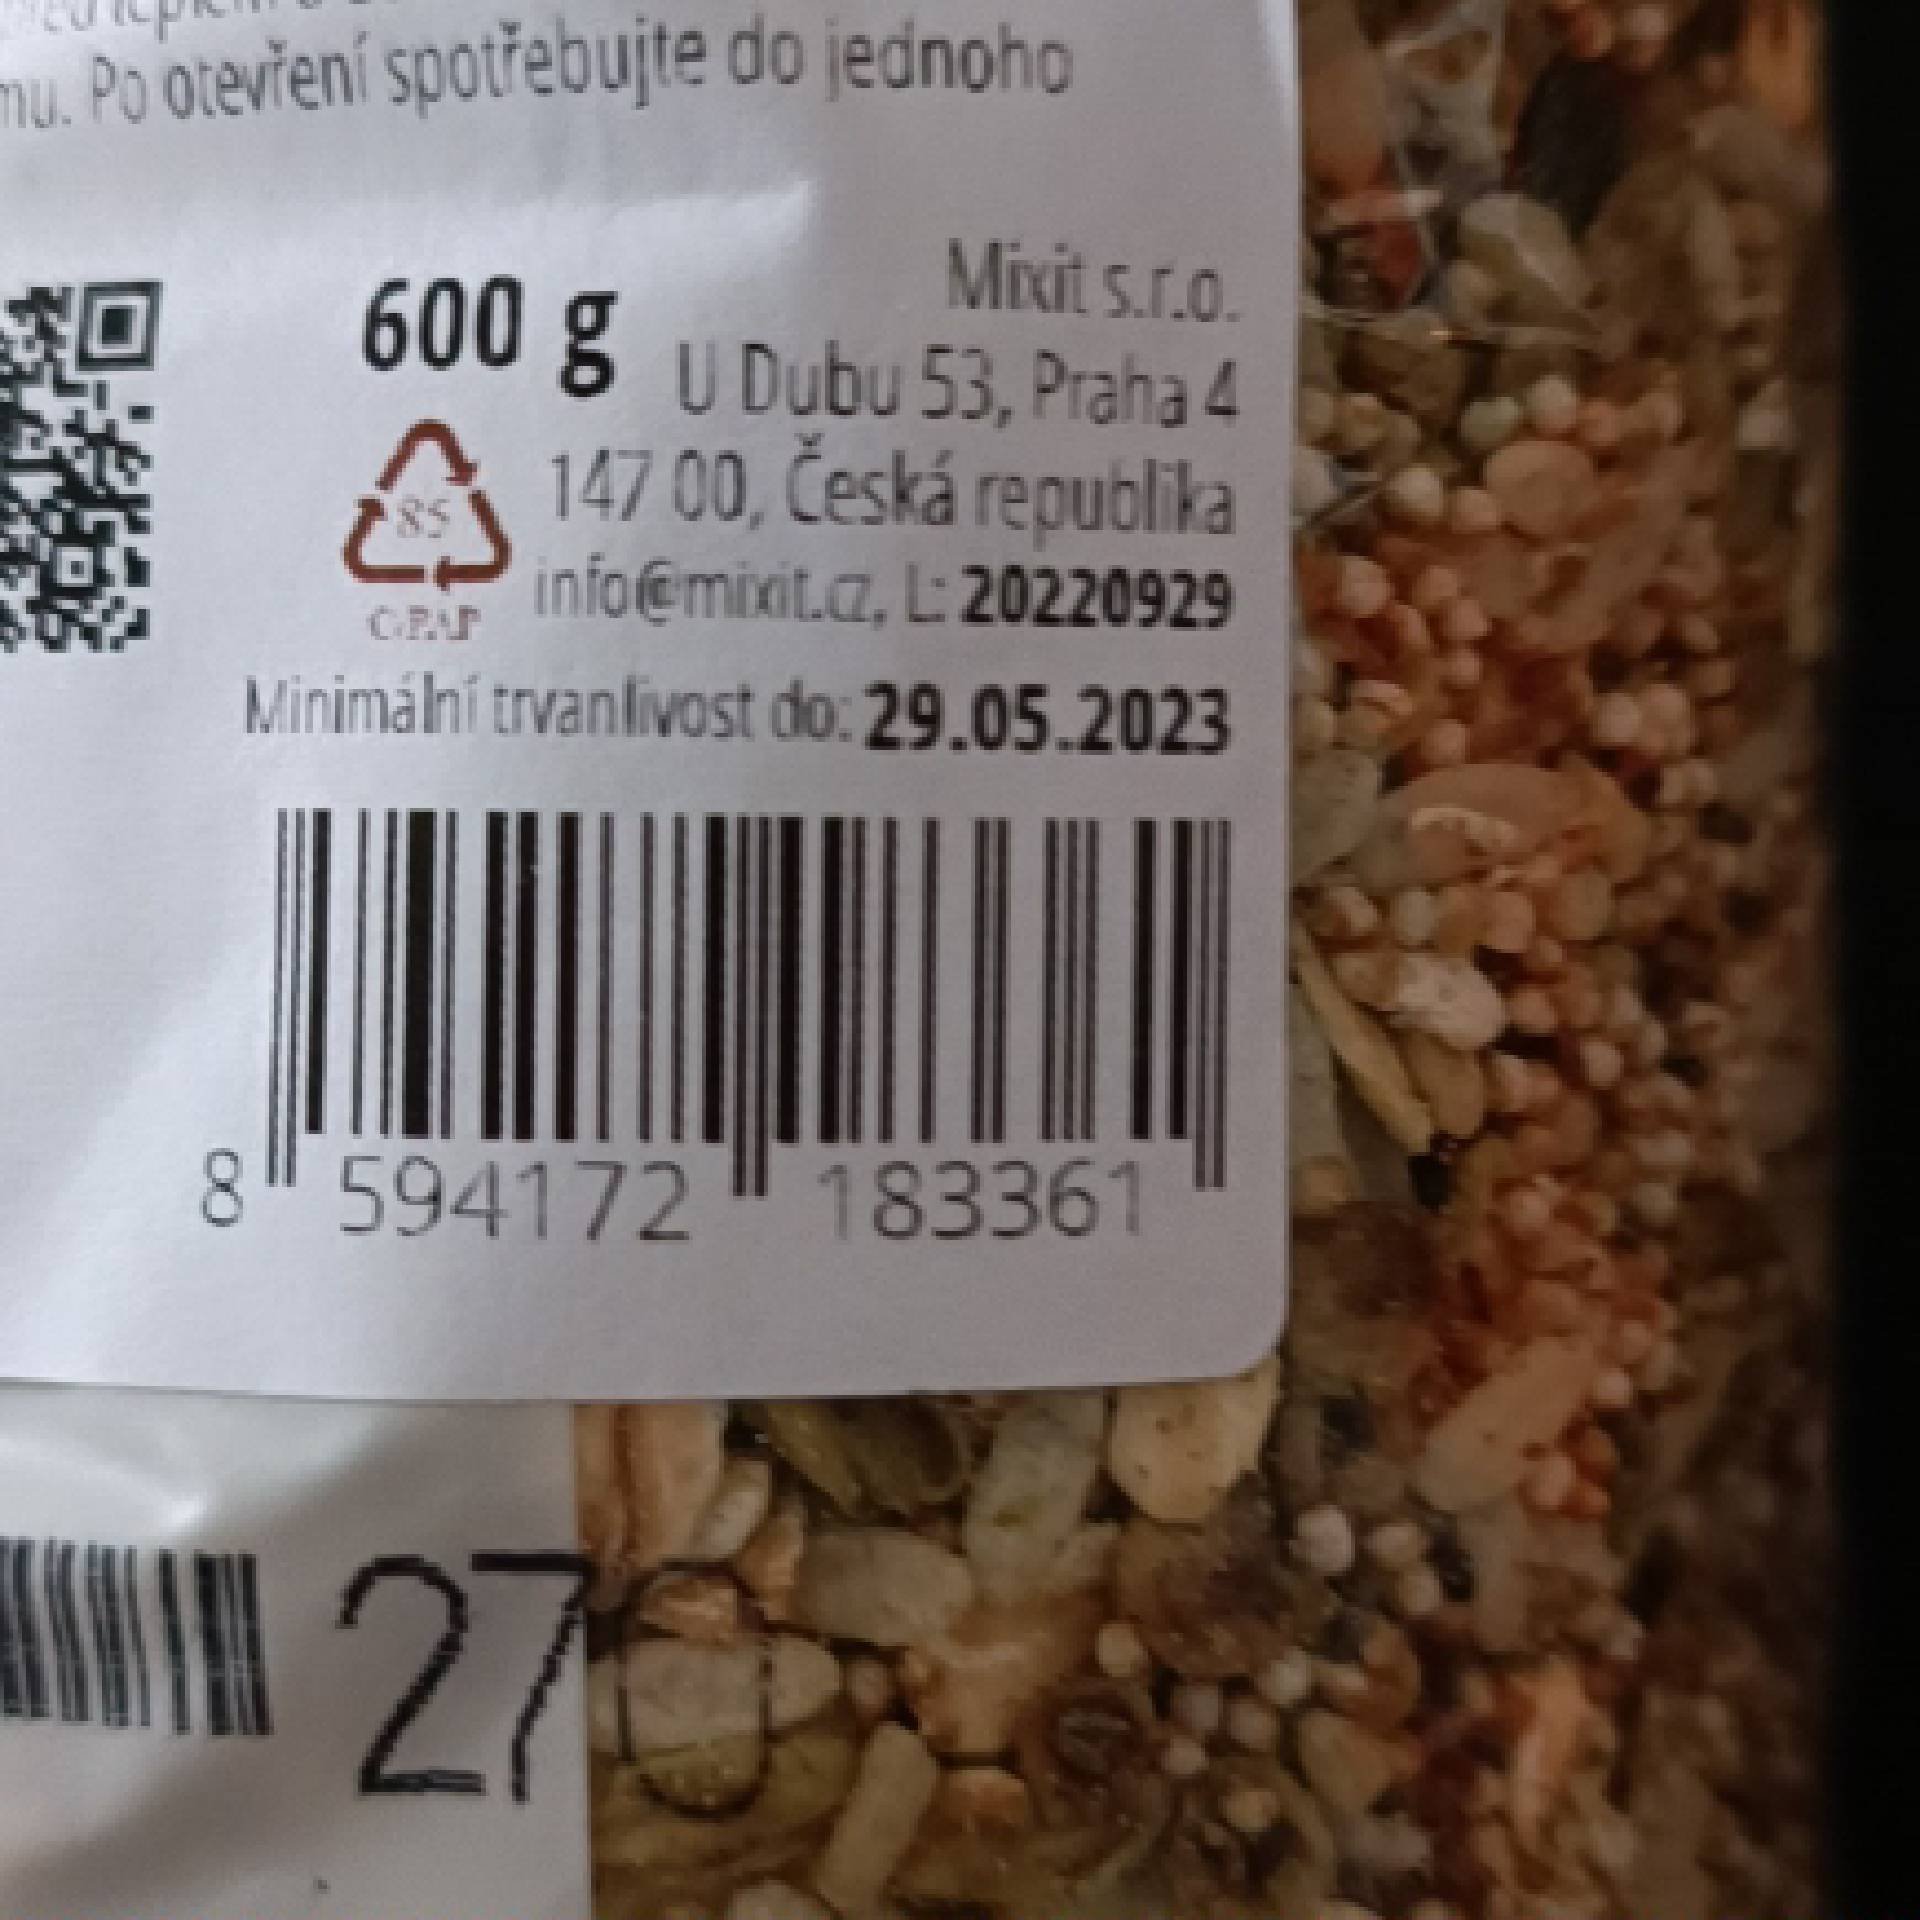 mu. Po otevření spotřebujte do jednoho
600 g
Mixit s.r.o.
U Dubu 53, Praha 4
147 00, Česká republika
info@mixit.cz, L: 20220929
85
C/PAP
Minimální trvanlivost do: 29.05.2023
8 594172 183361
270